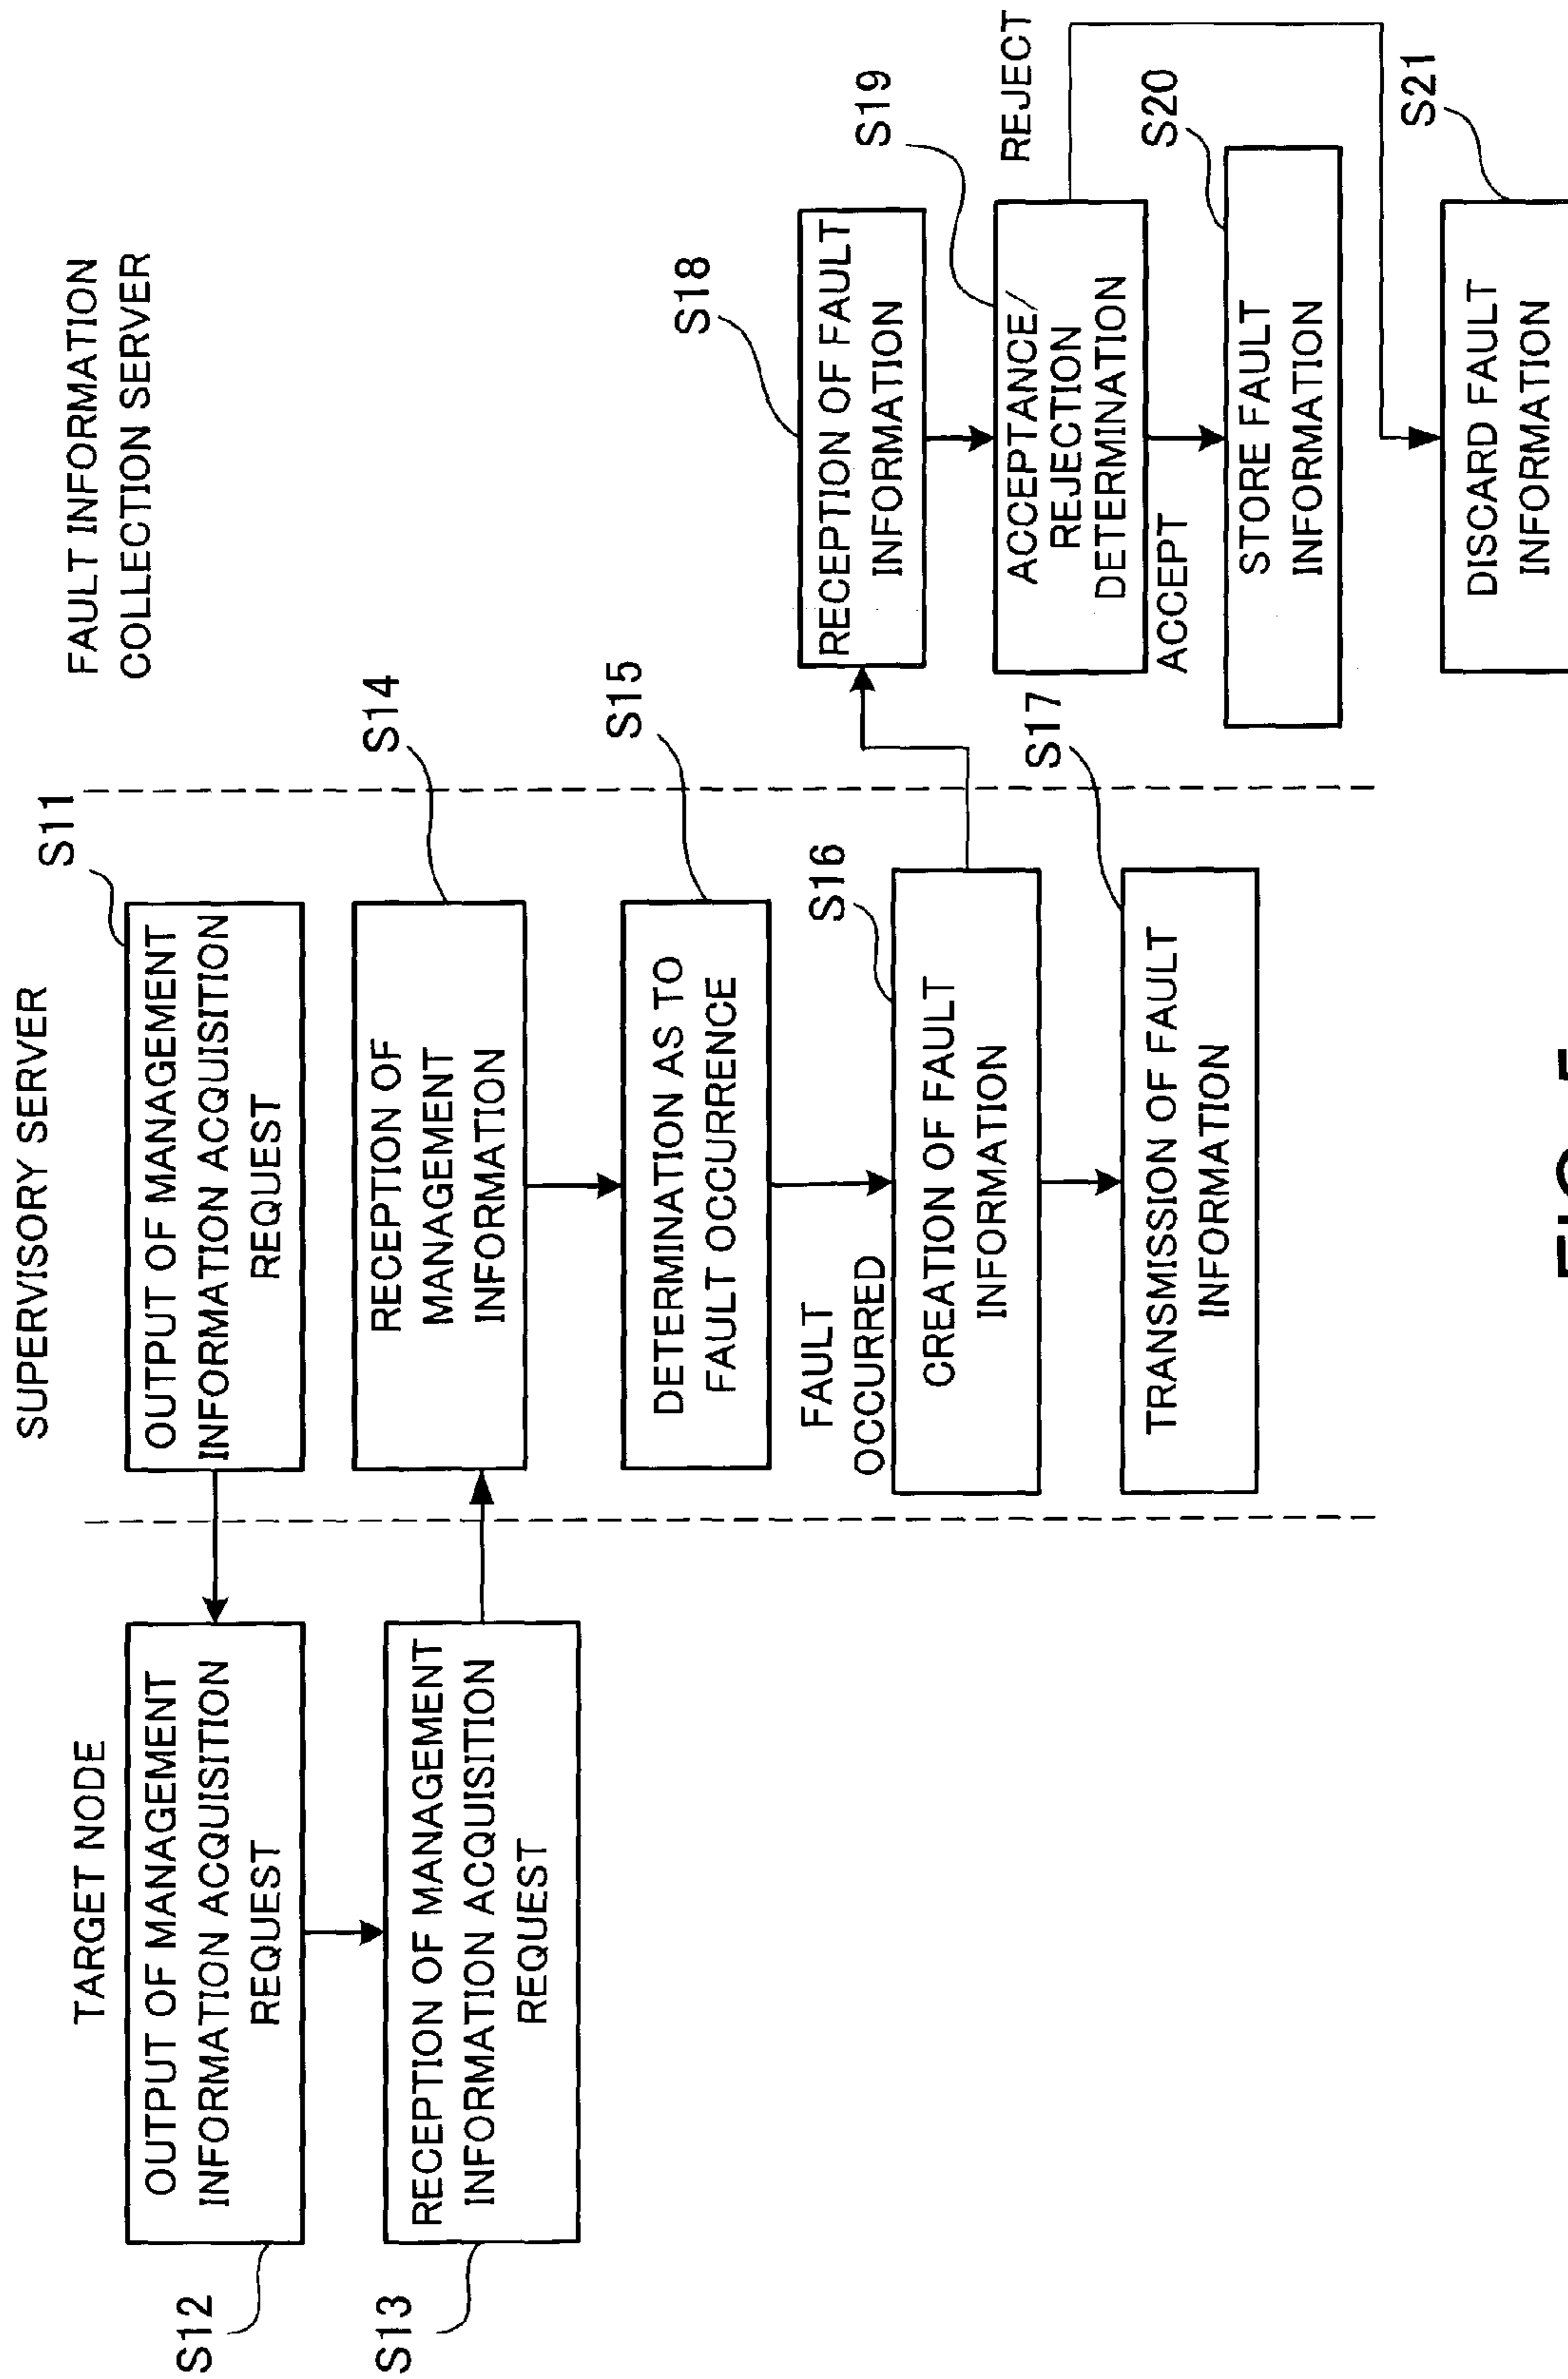 TARGET NODE
S12
OUTPUT OF MANAGEMENT
INFORMATION ACQUISITION
REQUEST
S13
RECEPTION OF MANAGEMENT
INFORMATION ACQUISITION
REQUEST
SUPERVISORY SERVER
S11
OUTPUT OF MANAGEMENT
INFORMATION ACQUISITION
REQUEST
S14
RECEPTION OF
MANAGEMENT
INFORMATION
S15
DETERMINATION AS TO
FAULT OCCURRENCE
FAULT
OCCURRED
S16
CREATION OF FAULT
INFORMATION
S17
TRANSMISSION OF FAULT
INFORMATION
FAULT INFORMATION
COLLECTION SERVER
S18
RECEPTION OF FAULT
INFORMATION
S19
ACCEPTANCE/
REJECTION
DETERMINATION
REJECT
ACCEPT
S20
STORE FAULT
INFORMATION
S21
DISCARD FAULT
INFORMATION